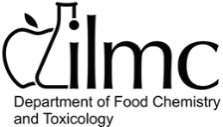 ilmc
Department of Food Chemistry
and Toxicology